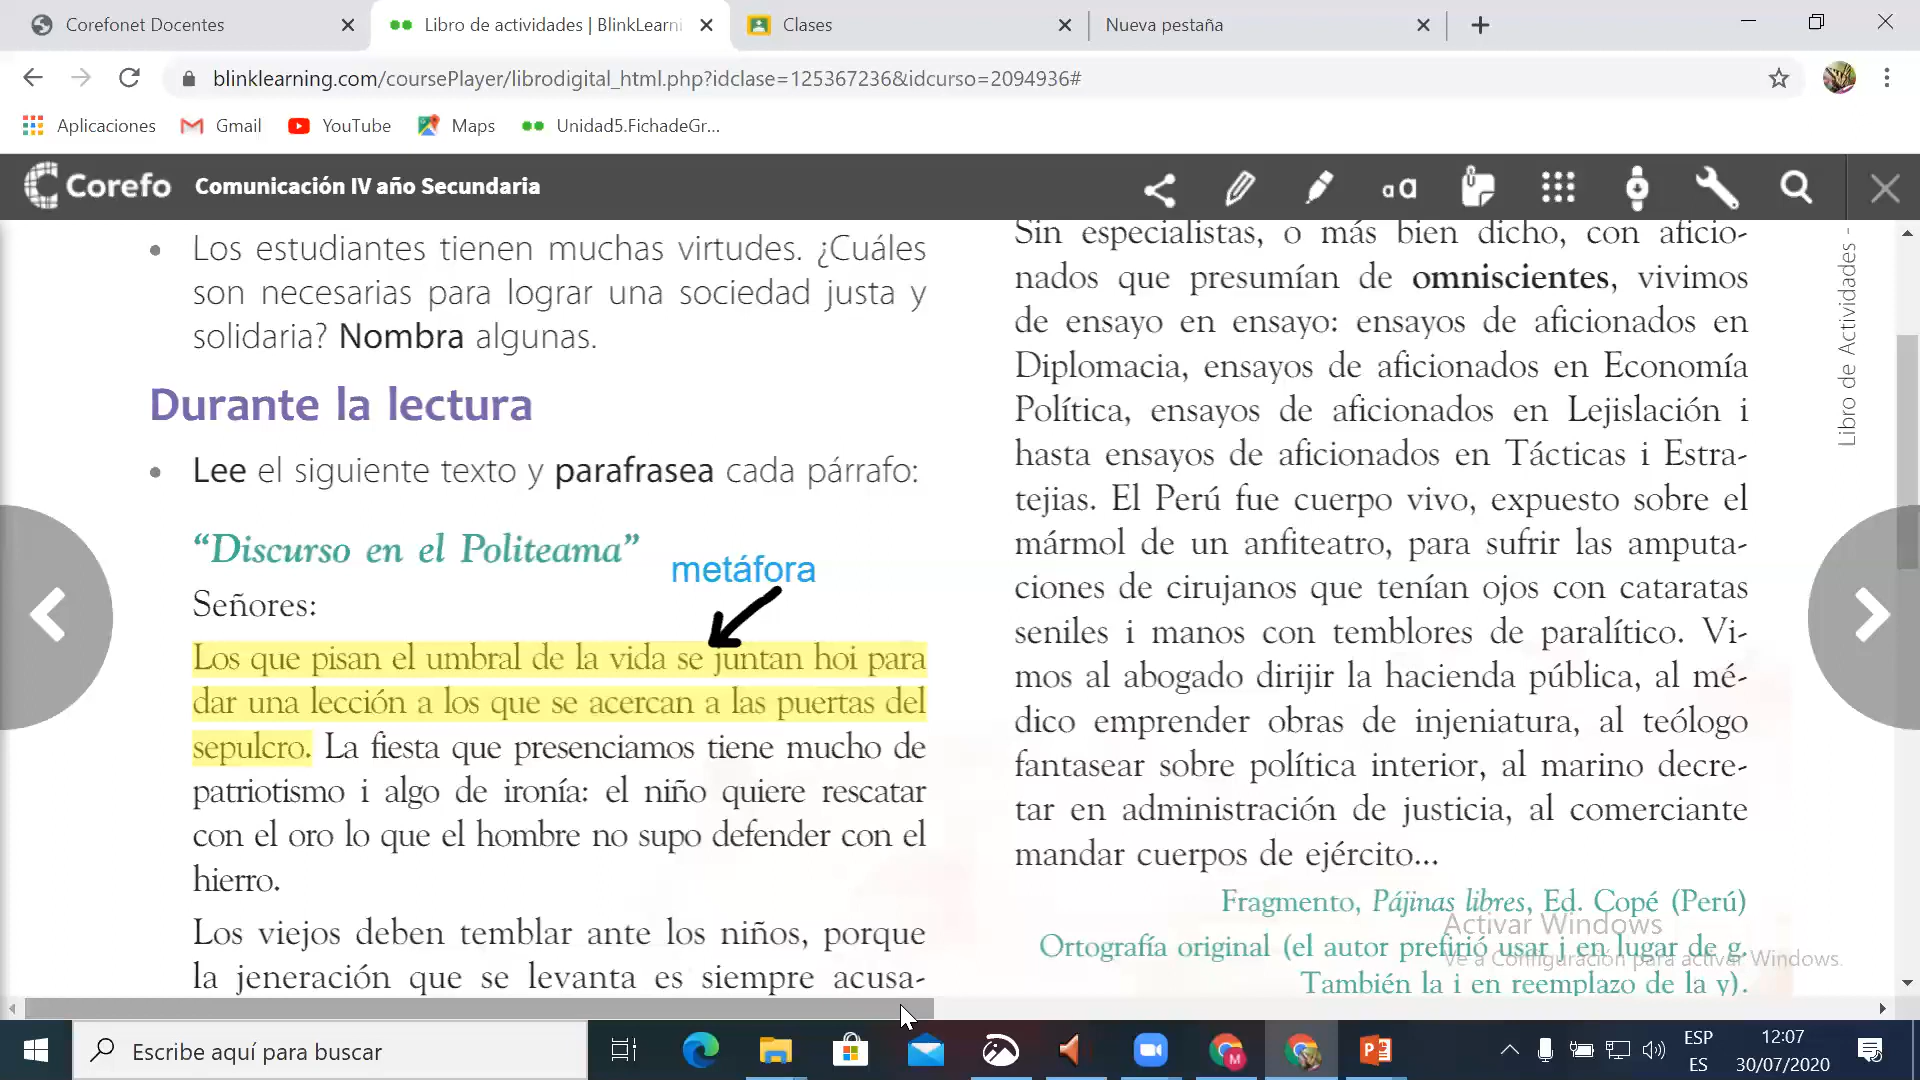 Corefonet Docentes
Libro de actividades | BlinkLearni
Clases
Nueva pestaña
blinklearning.com/coursePlayer/librodigital_html.php?idclase=125367236&idcurso=2094936#
Aplicaciones
Gmail
YouTube
Maps
Unidad5.FichadeGr...
Corefo
Comunicación IV año Secundaria
a a
• Los estudiantes tienen muchas virtudes. ¿Cuáles
son necesarias para lograr una sociedad justa y
solidaria? Nombra algunas.
Durante la lectura
• Lee el siguiente texto y parafrasea cada párrafo:
“Discurso en el Politeama”
metáfora
Señores:
Los que pisan el umbral de la vida se juntan hoi para
dar una lección a los que se acercan a las puertas del
sepulcro. La fiesta que presenciamos tiene mucho de
patriotismo i algo de ironía: el niño quiere rescatar
con el oro lo que el hombre no supo defender con el
hierro.
Los viejos deben temblar ante los niños, porque
la jeneración que se levanta es siempre acusa-
Sin especialistas, o más bien dicho, con aficio-
nados que presumían de omniscientes, vivimos
de ensayo en ensayo: ensayos de aficionados en
Diplomacia, ensayos de aficionados en Economía
Política, ensayos de aficionados en Lejislación i
hasta ensayos de aficionados en Tácticas i Estra-
tejias. El Perú fue cuerpo vivo, expuesto sobre el
mármol de un anfiteatro, para sufrir las amputa-
ciones de cirujanos que tenían ojos con cataratas
seniles i manos con temblores de paralítico. Vi-
mos al abogado dirijir la hacienda pública, al mé-
dico emprender obras de injeniatura, al teólogo
fantasear sobre política interior, al marino decre-
tar en administración de justicia, al comerciante
mandar cuerpos de ejército...
Fragmento, Pájinas libres, Ed. Copé (Perú)
Ortografía original (el autor prefirió usar j en lugar de g.
También la i en reemplazo de la y).
Libro de Actividades -
Activar Windows
Ve a Configuración para activar Windows.
Escribe aquí para buscar
M
ESP
ES
12:07
30/07/2020